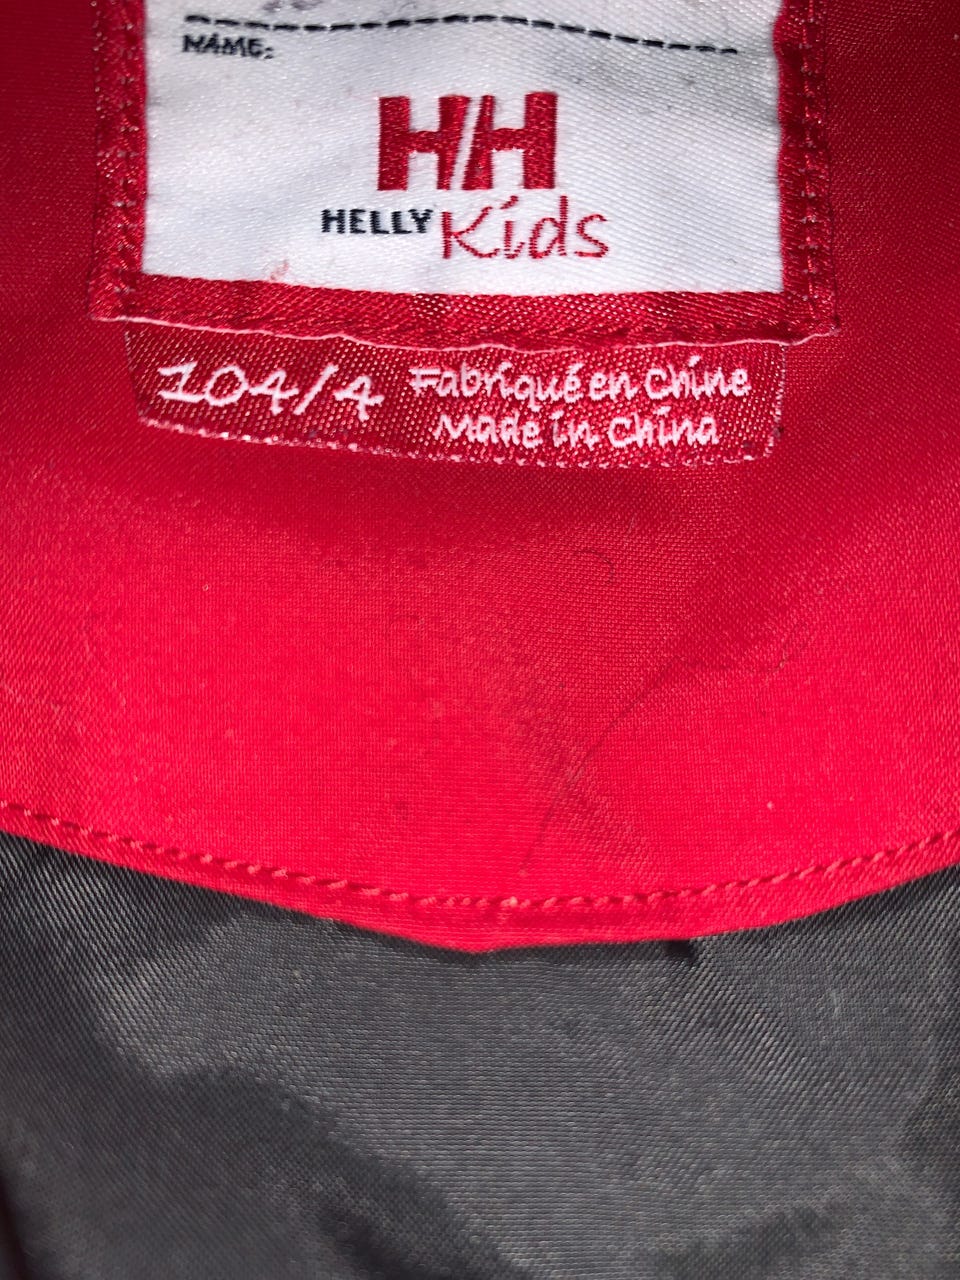 NAME:
HH
HELLY Kids
104/4
Fabriqué en Chine
Made in China